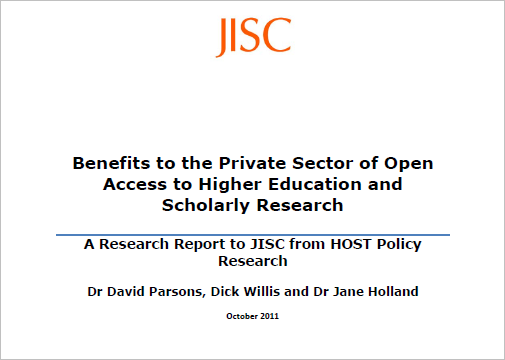 JISC
Benefits to the Private Sector of Open
Access to Higher Education and
Scholarly Research
A Research Report to JISC from HOST Policy
Research
Dr David Parsons, Dick Willis and Dr Jane Holland
October 2011